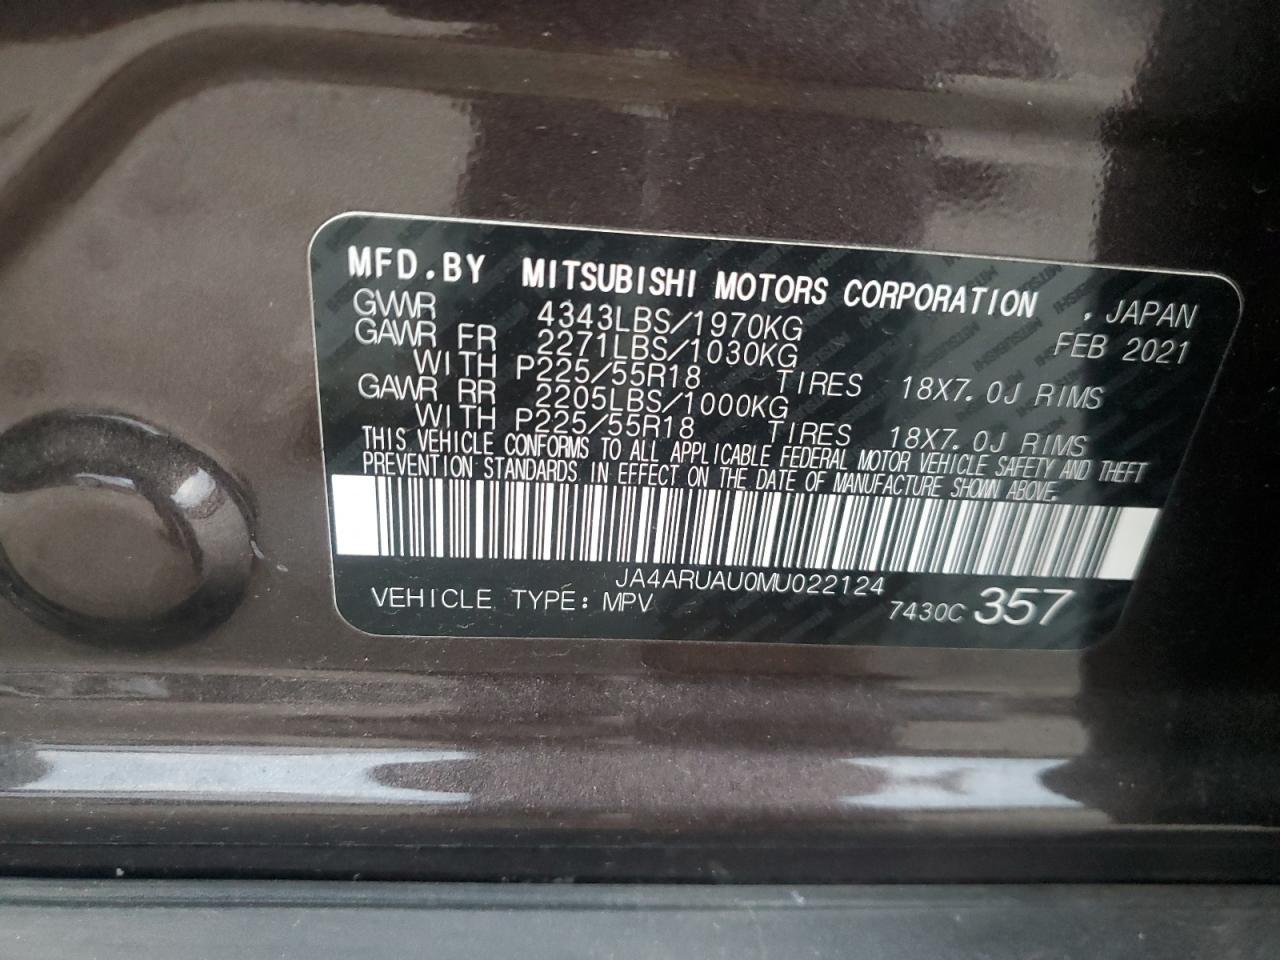 MFD.BY MITSUBISHI MOTORS CORPORATION , JAPAN
GVWR 4343LBS/1970KG FEB 2021
GAWR FR 2271LBS/1030KG
WITH P225/55R18 TIRES 18X7.0J RIMS
GAWR RR 2205LBS/1000KG
WITH P225/55R18 TIRES 18X7.0J RIMS
THIS VEHICLE CONFORMS TO ALL APPLICABLE FEDERAL MOTOR VEHICLE SAFETY AND THEFT
PREVENTION STANDARDS IN EFFECT ON THE DATE OF MANUFACTURE SHOWN ABOVE.
JA4ARUAU0MU022124
VEHICLE TYPE: MPV 7430C 357